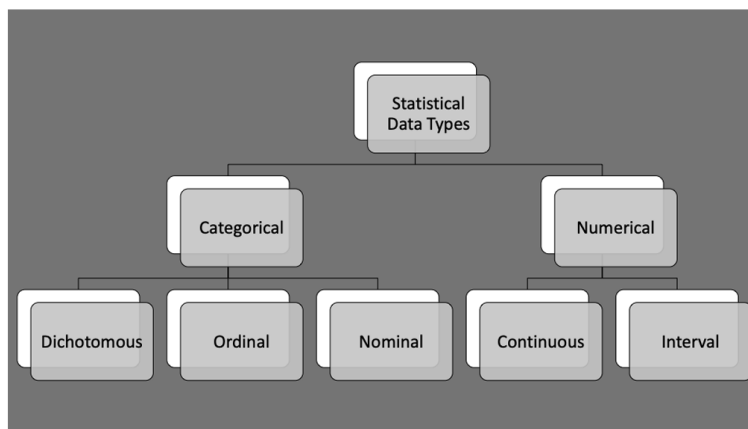 Statistical
Data Types
Categorical
Numerical
Dichotomous
Ordinal
Nominal
Continuous
Interval